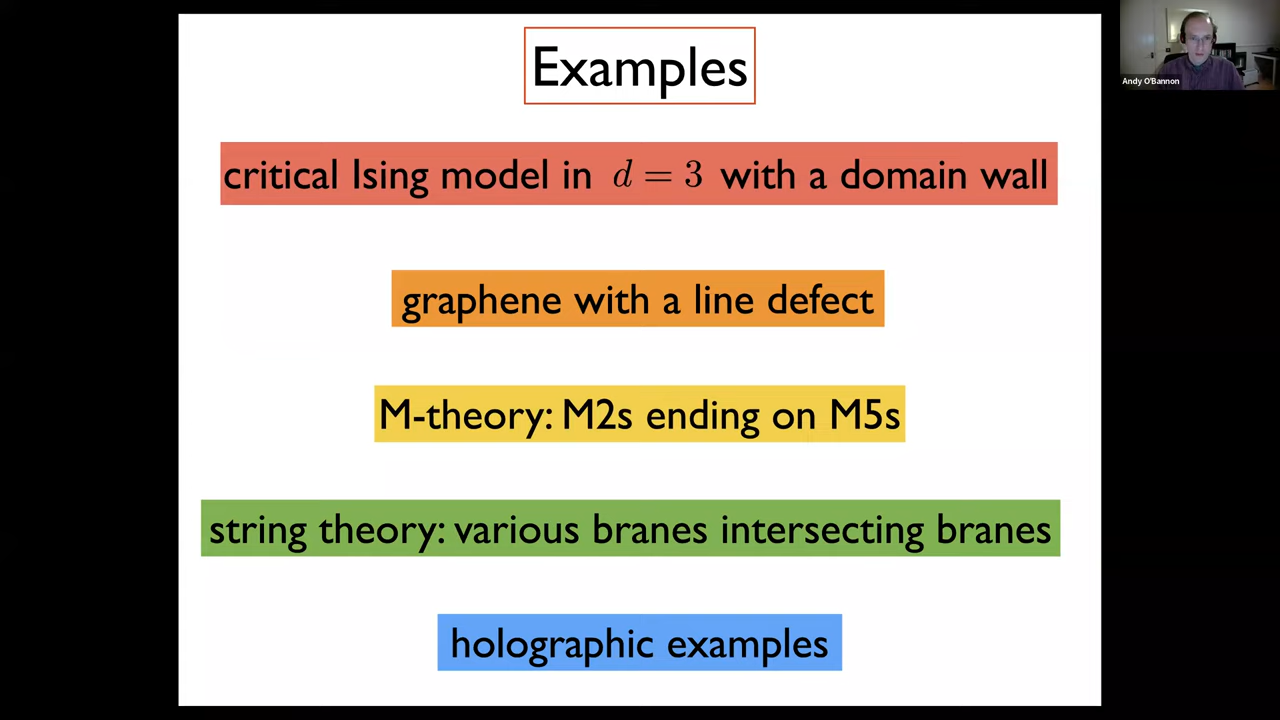 Examples
Andy O'Bannon
critical Ising model in d = 3 with a domain wall
graphene with a line defect
M-theory: M2s ending on M5s
string theory: various branes intersecting branes
holographic examples